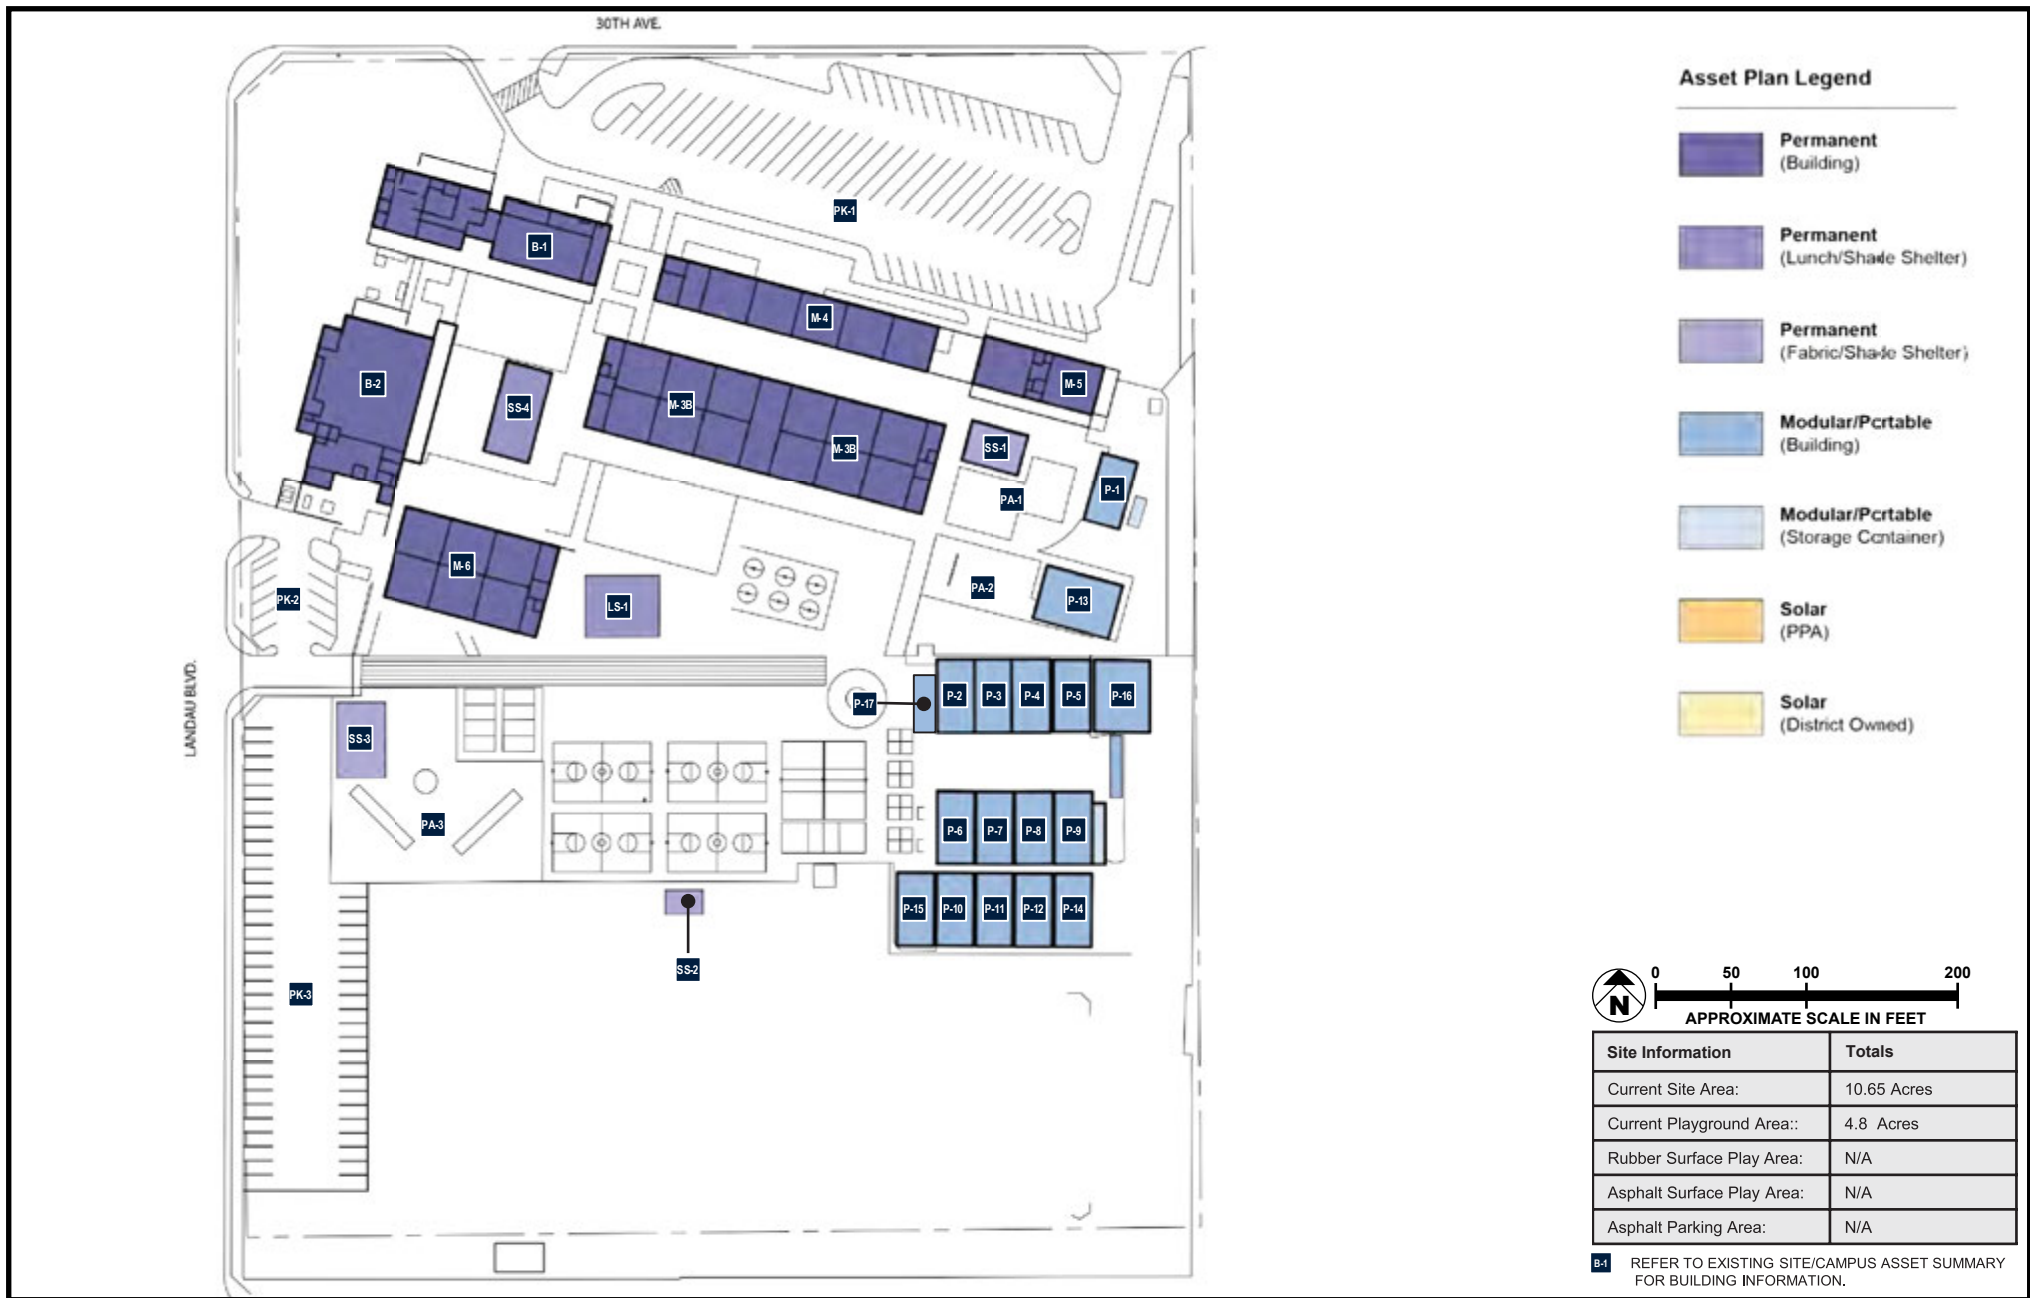 30TH AVE.
LANDAU BLVD.
PK-1
B-1
M-4
B-2
SS-4
M-3B
M-3B
M-5
SS-1
PA-1
P-1
M-6
PK-2
LS-1
PA-2
P-13
P-17
P-2
P-3
P-4
P-5
P-16
SS-3
PA-3
P-6
P-7
P-8
P-9
P-15
P-10
P-11
P-12
P-14
SS-2
PK-3
Asset Plan Legend
Permanent
(Building)
Permanent
(Lunch/Shade Shelter)
Permanent
(Fabric/Shade Shelter)
Modular/Portable
(Building)
Modular/Portable
(Storage Container)
Solar
(PPA)
Solar
(District Owned)
N
0 50 100 200
APPROXIMATE SCALE IN FEET
Site Information Totals
Current Site Area: 10.65 Acres
Current Playground Area:: 4.8 Acres
Rubber Surface Play Area: N/A
Asphalt Surface Play Area: N/A
Asphalt Parking Area: N/A
B-1 REFER TO EXISTING SITE/CAMPUS ASSET SUMMARY
FOR BUILDING INFORMATION.